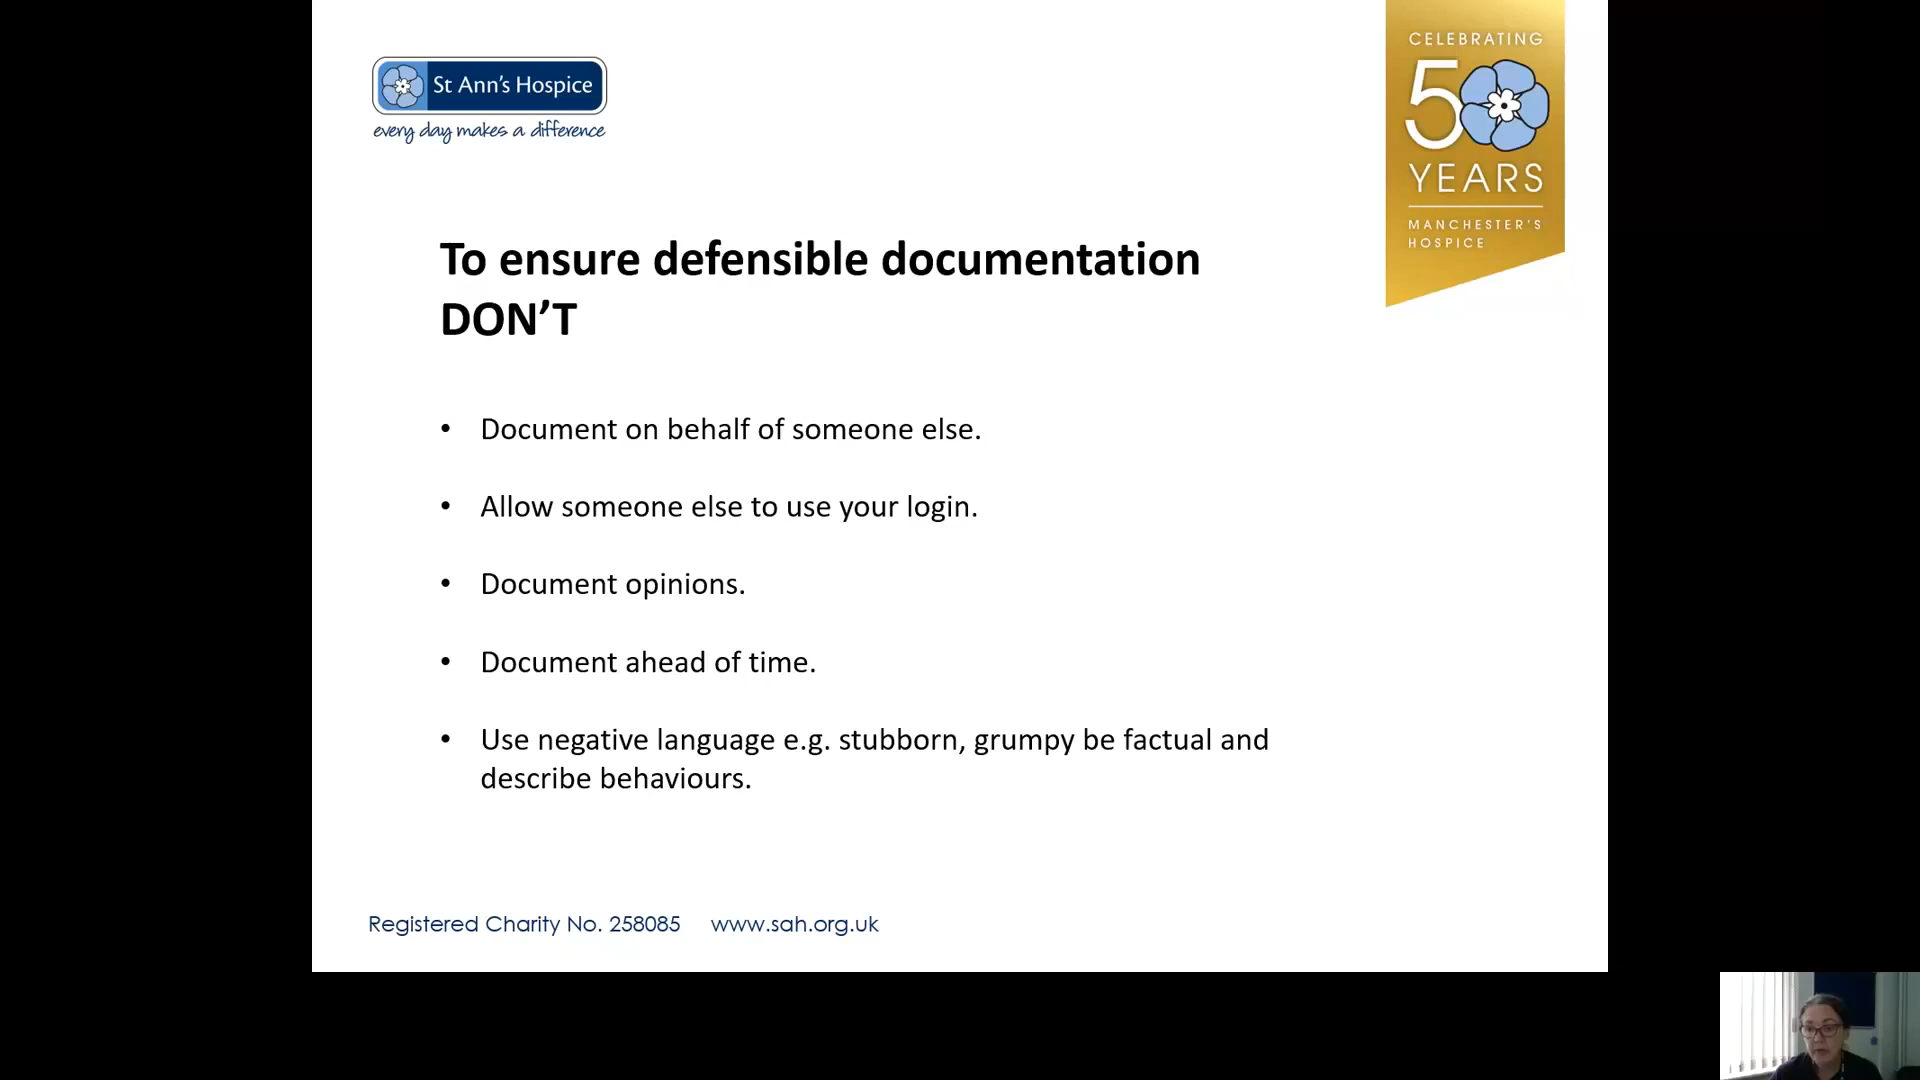 St Ann's Hospice
every day makes a difference
CELEBRATING
50
YEARS
MANCHESTER'S
HOSPICE
To ensure defensible documentation
DON’T
• Document on behalf of someone else.
• Allow someone else to use your login.
• Document opinions.
• Document ahead of time.
• Use negative language e.g. stubborn, grumpy be factual and
describe behaviours.
Registered Charity No. 258085 www.sah.org.uk